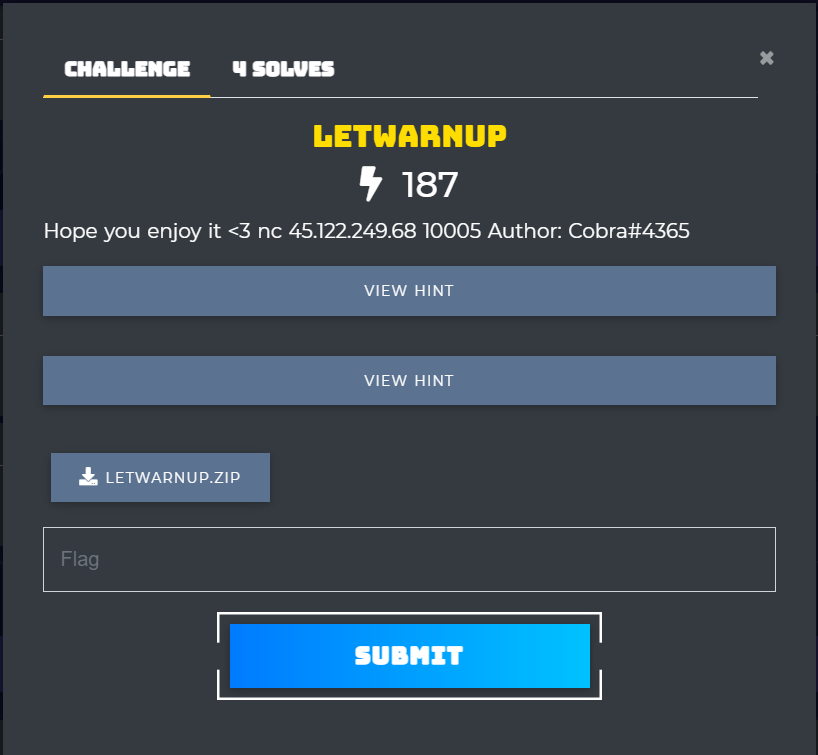 CHALLENGE
4 SOLVES
✖
LETWARNUP
187
Hope you enjoy it <3 nc 45.122.249.68 10005 Author: Cobra#4365
VIEW HINT
VIEW HINT
LETWARNUP.ZIP
Flag
SUBMIT